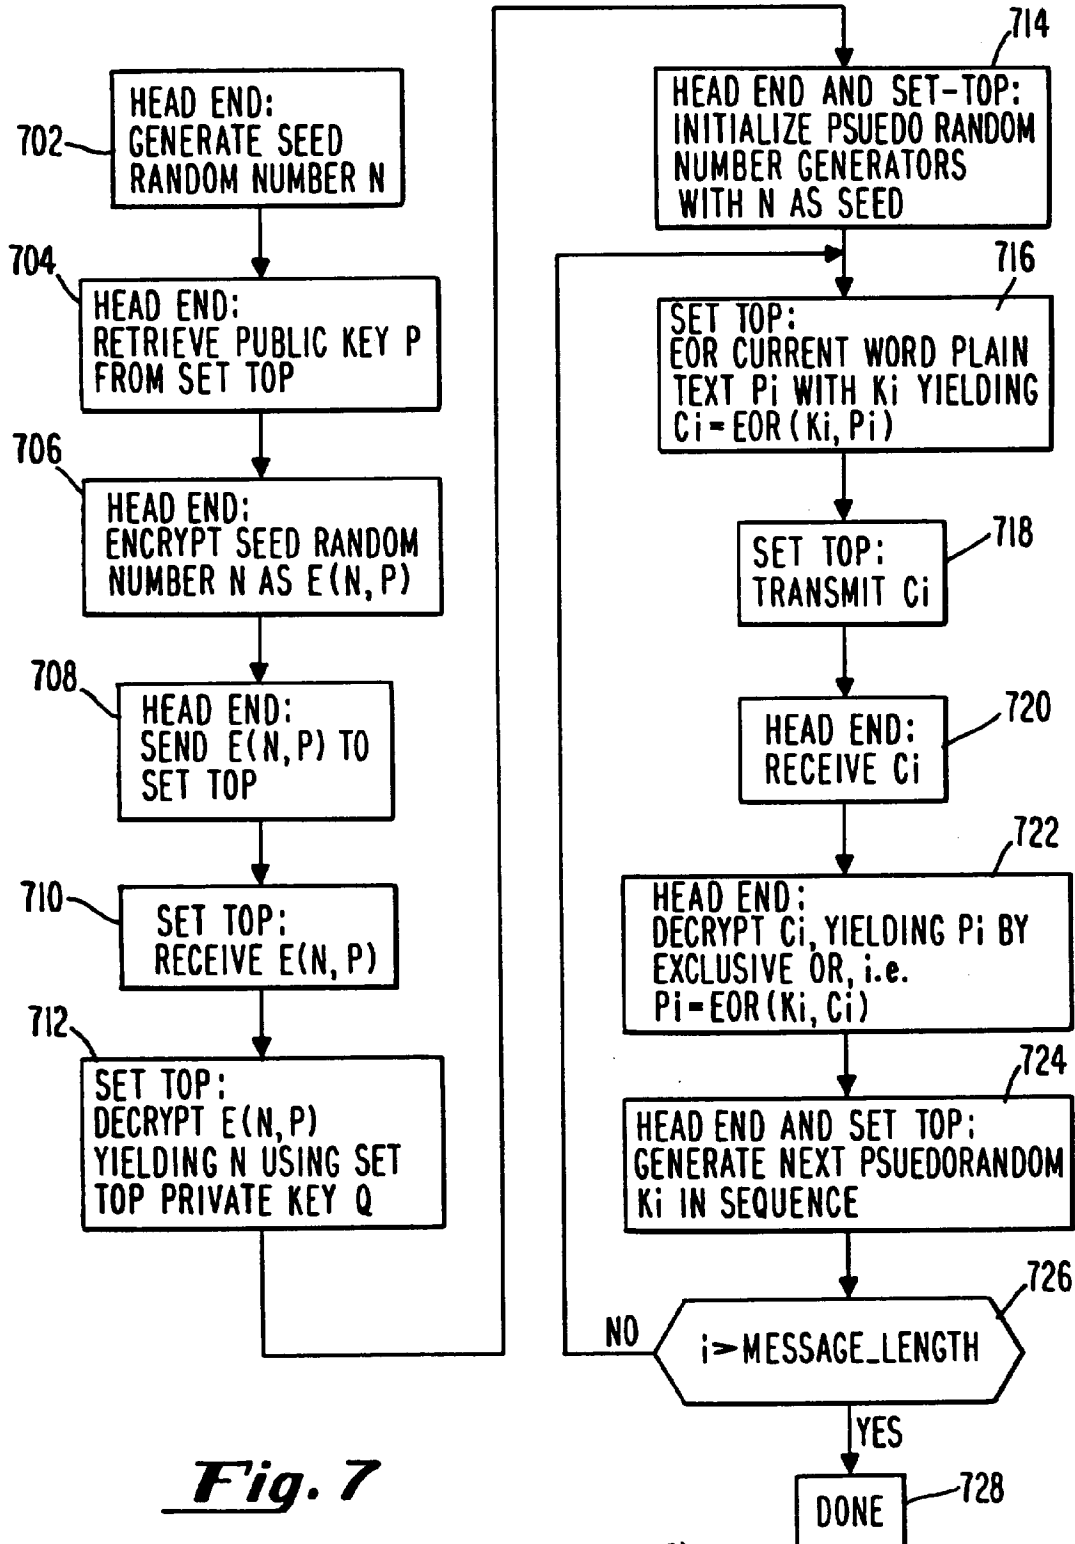 702
HEAD END:
GENERATE SEED
RANDOM NUMBER N
704
HEAD END:
RETRIEVE PUBLIC KEY P
FROM SET TOP
706
HEAD END:
ENCRYPT SEED RANDOM
NUMBER N AS E(N,P)
708
HEAD END:
SEND E(N,P) TO
SET TOP
710
SET TOP:
RECEIVE E(N,P)
712
SET TOP:
DECRYPT E(N,P)
YIELDING N USING SET
TOP PRIVATE KEY Q
714
HEAD END AND SET-TOP:
INITIALIZE PSUEDO RANDOM
NUMBER GENERATORS
WITH N AS SEED
716
SET TOP:
EOR CURRENT WORD PLAIN
TEXT Pi WITH Ki YIELDING
Ci=EOR(Ki,Pi)
718
SET TOP:
TRANSMIT Ci
720
HEAD END:
RECEIVE Ci
722
HEAD END:
DECRYPT Ci, YIELDING Pi BY
EXCLUSIVE OR, i.e.
Pi=EOR(Ki,Ci)
724
HEAD END AND SET TOP:
GENERATE NEXT PSUEDORANDOM
Ki IN SEQUENCE
726
i>MESSAGE_LENGTH
NO
YES
728
DONE
Fig. 7